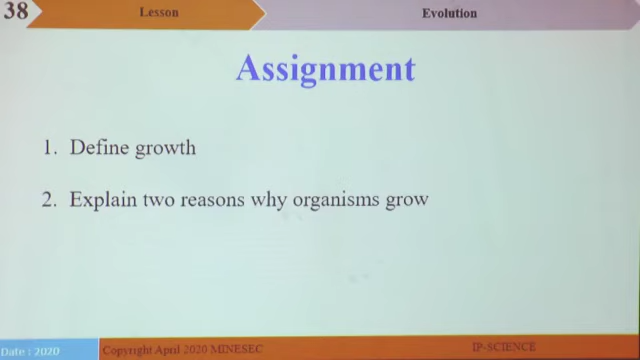 38
Lesson
Evolution
Assignment
1. Define growth
2. Explain two reasons why organisms grow
Date : 2020
Copyright April 2020 MINESEC
IP-SCIENCE